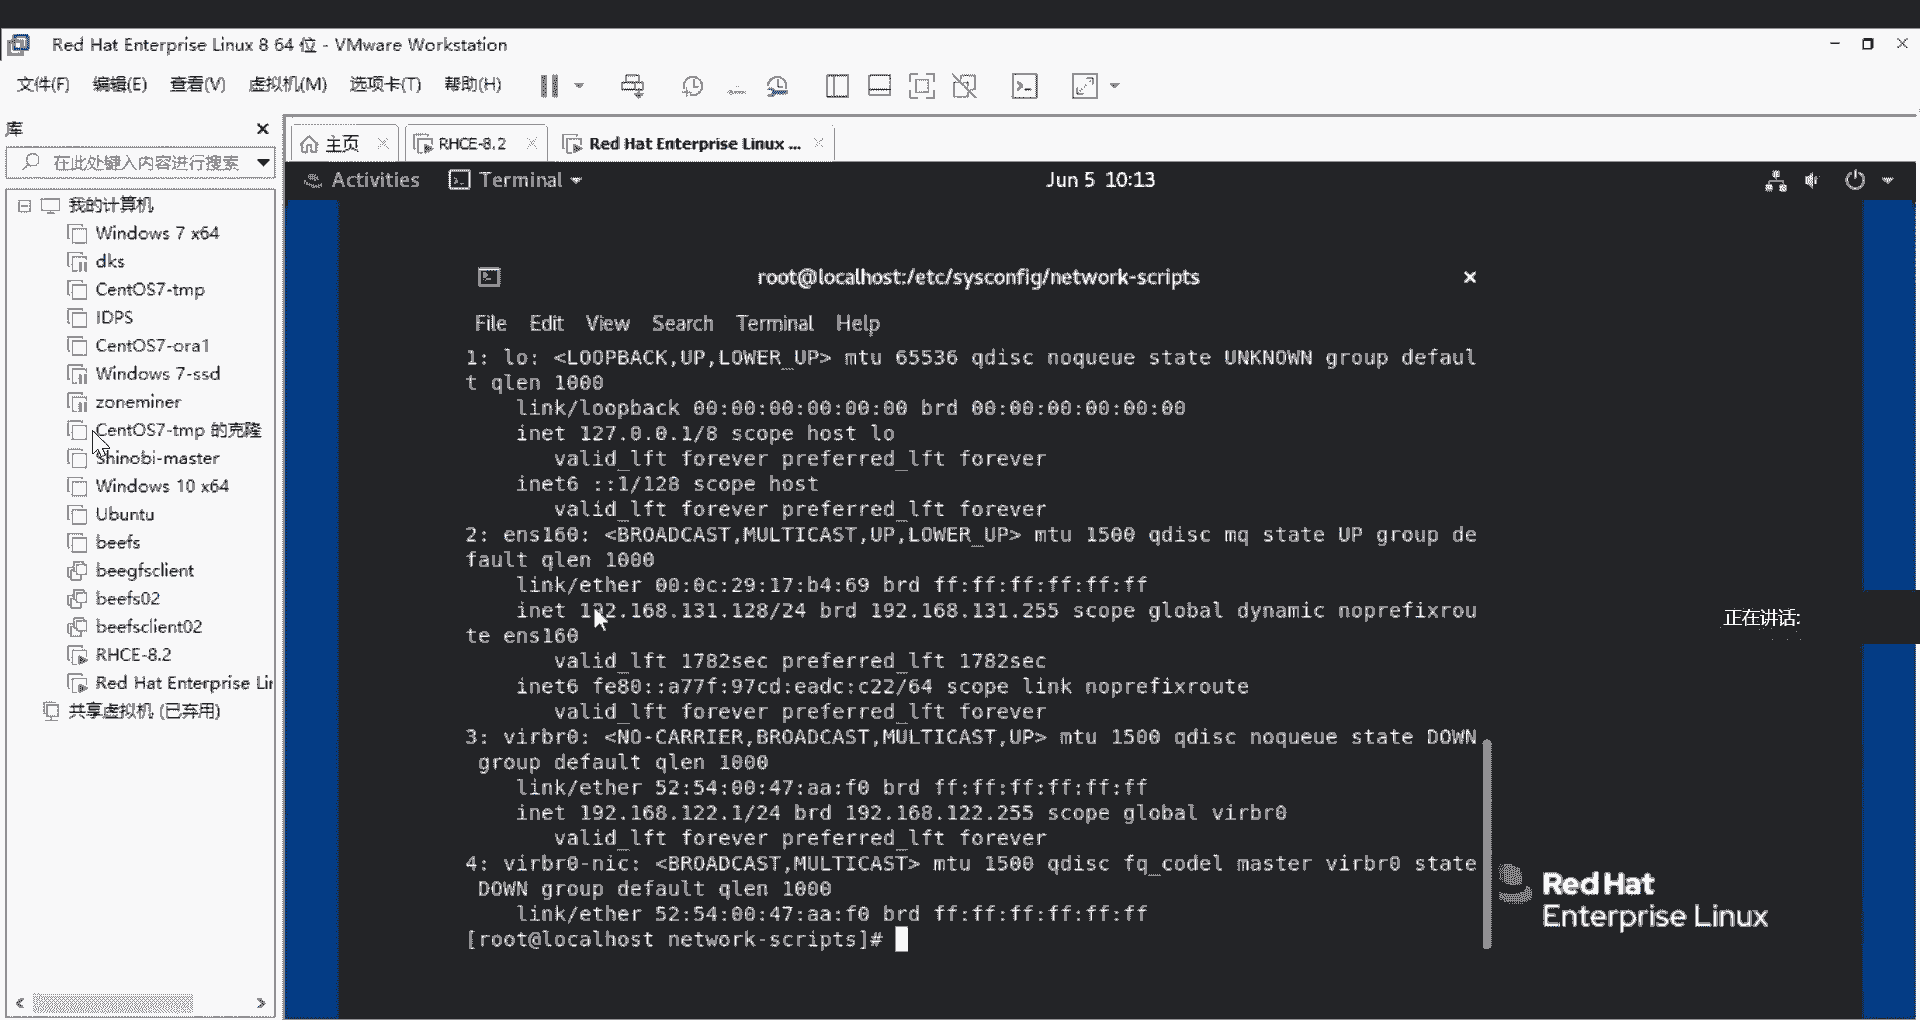 Red Hat Enterprise Linux 8 64 位 - VMware Workstation
文件(F) 编辑(E) 查看(V) 虚拟机(M) 选项卡(T) 帮助(H)
库
在此处键入内容进行搜索
我的计算机
Windows 7 x64
dks
CentOS7-tmp
IDPS
CentOS7-ora1
Windows 7-ssd
zoneminer
CentOS7-tmp 的克隆
Shinobi-master
Windows 10 x64
Ubuntu
beefs
beegfsclient
beefs02
beefsclient02
RHCE-8.2
Red Hat Enterprise Lin
共享虚拟机 (已弃用)
主页 RHCE-8.2 Red Hat Enterprise Linux ...
Activities Terminal Jun 5 10:13
root@localhost:/etc/sysconfig/network-scripts
File Edit View Search Terminal Help
1: lo: <LOOPBACK,UP,LOWER_UP> mtu 65536 qdisc noqueue state UNKNOWN group defaul
t qlen 1000
link/loopback 00:00:00:00:00:00 brd 00:00:00:00:00:00
inet 127.0.0.1/8 scope host lo
valid_lft forever preferred_lft forever
inet6 ::1/128 scope host
valid_lft forever preferred_lft forever
2: ens160: <BROADCAST,MULTICAST,UP,LOWER_UP> mtu 1500 qdisc mq state UP group de
fault qlen 1000
link/ether 00:0c:29:17:b4:69 brd ff:ff:ff:ff:ff:ff
inet 192.168.131.128/24 brd 192.168.131.255 scope global dynamic noprefixrou
te ens160
valid_lft 1782sec preferred_lft 1782sec
inet6 fe80::a77f:97cd:eadc:c22/64 scope link noprefixroute
valid_lft forever preferred_lft forever
3: virbr0: <NO-CARRIER,BROADCAST,MULTICAST,UP> mtu 1500 qdisc noqueue state DOWN
group default qlen 1000
link/ether 52:54:00:47:aa:f0 brd ff:ff:ff:ff:ff:ff
inet 192.168.122.1/24 brd 192.168.122.255 scope global virbr0
valid_lft forever preferred_lft forever
4: virbr0-nic: <BROADCAST,MULTICAST> mtu 1500 qdisc fq_codel master virbr0 state
DOWN group default qlen 1000
link/ether 52:54:00:47:aa:f0 brd ff:ff:ff:ff:ff:ff
[root@localhost network-scripts]#
正在讲话:
Red Hat
Enterprise Linux